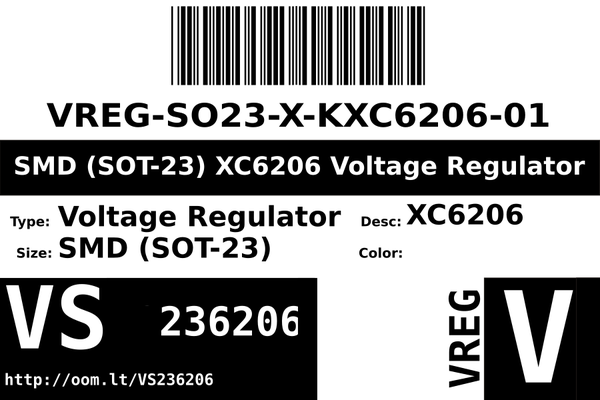 VREG-SO23-X-KXC6206-01
SMD (SOT-23) XC6206 Voltage Regulator
Type: Voltage Regulator Desc: XC6206
Size: SMD (SOT-23) Color:
VS 236206
http://oom.lt/VS236206
VREG V